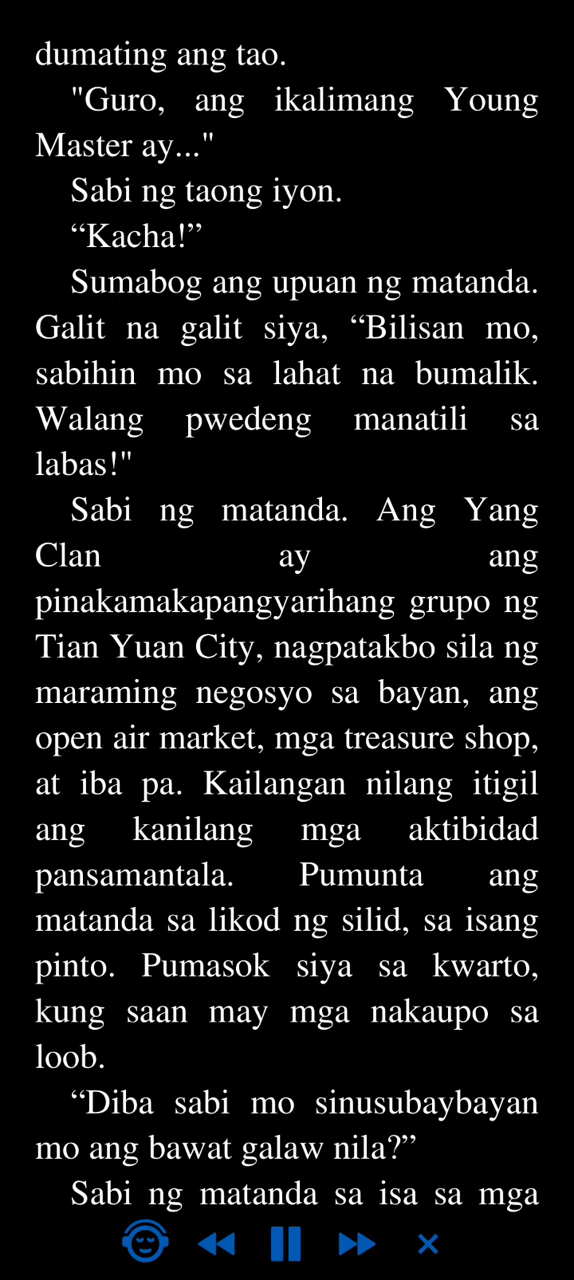 dumating ang tao.
"Guro, ang ikalimang Young
Master ay..."
Sabi ng taong iyon.
“Kacha!”
Sumabog ang upuan ng matanda.
Galit na galit siya, “Bilisan mo,
sabihin mo sa lahat na bumalik.
Walang pwedeng manatili sa
labas!"
Sabi ng matanda. Ang Yang
Clan ay ang
pinakamakapangyarihang grupo ng
Tian Yuan City, nagpatakbo sila ng
maraming negosyo sa bayan, ang
open air market, mga treasure shop,
at iba pa. Kailangan nilang itigil
ang kanilang mga aktibidad
pansamantala. Pumunta ang
matanda sa likod ng silid, sa isang
pinto. Pumasok siya sa kwarto,
kung saan may mga nakaupo sa
loob.
“Diba sabi mo sinusubaybayan
mo ang bawat galaw nila?”
Sabi ng matanda sa isa sa mga